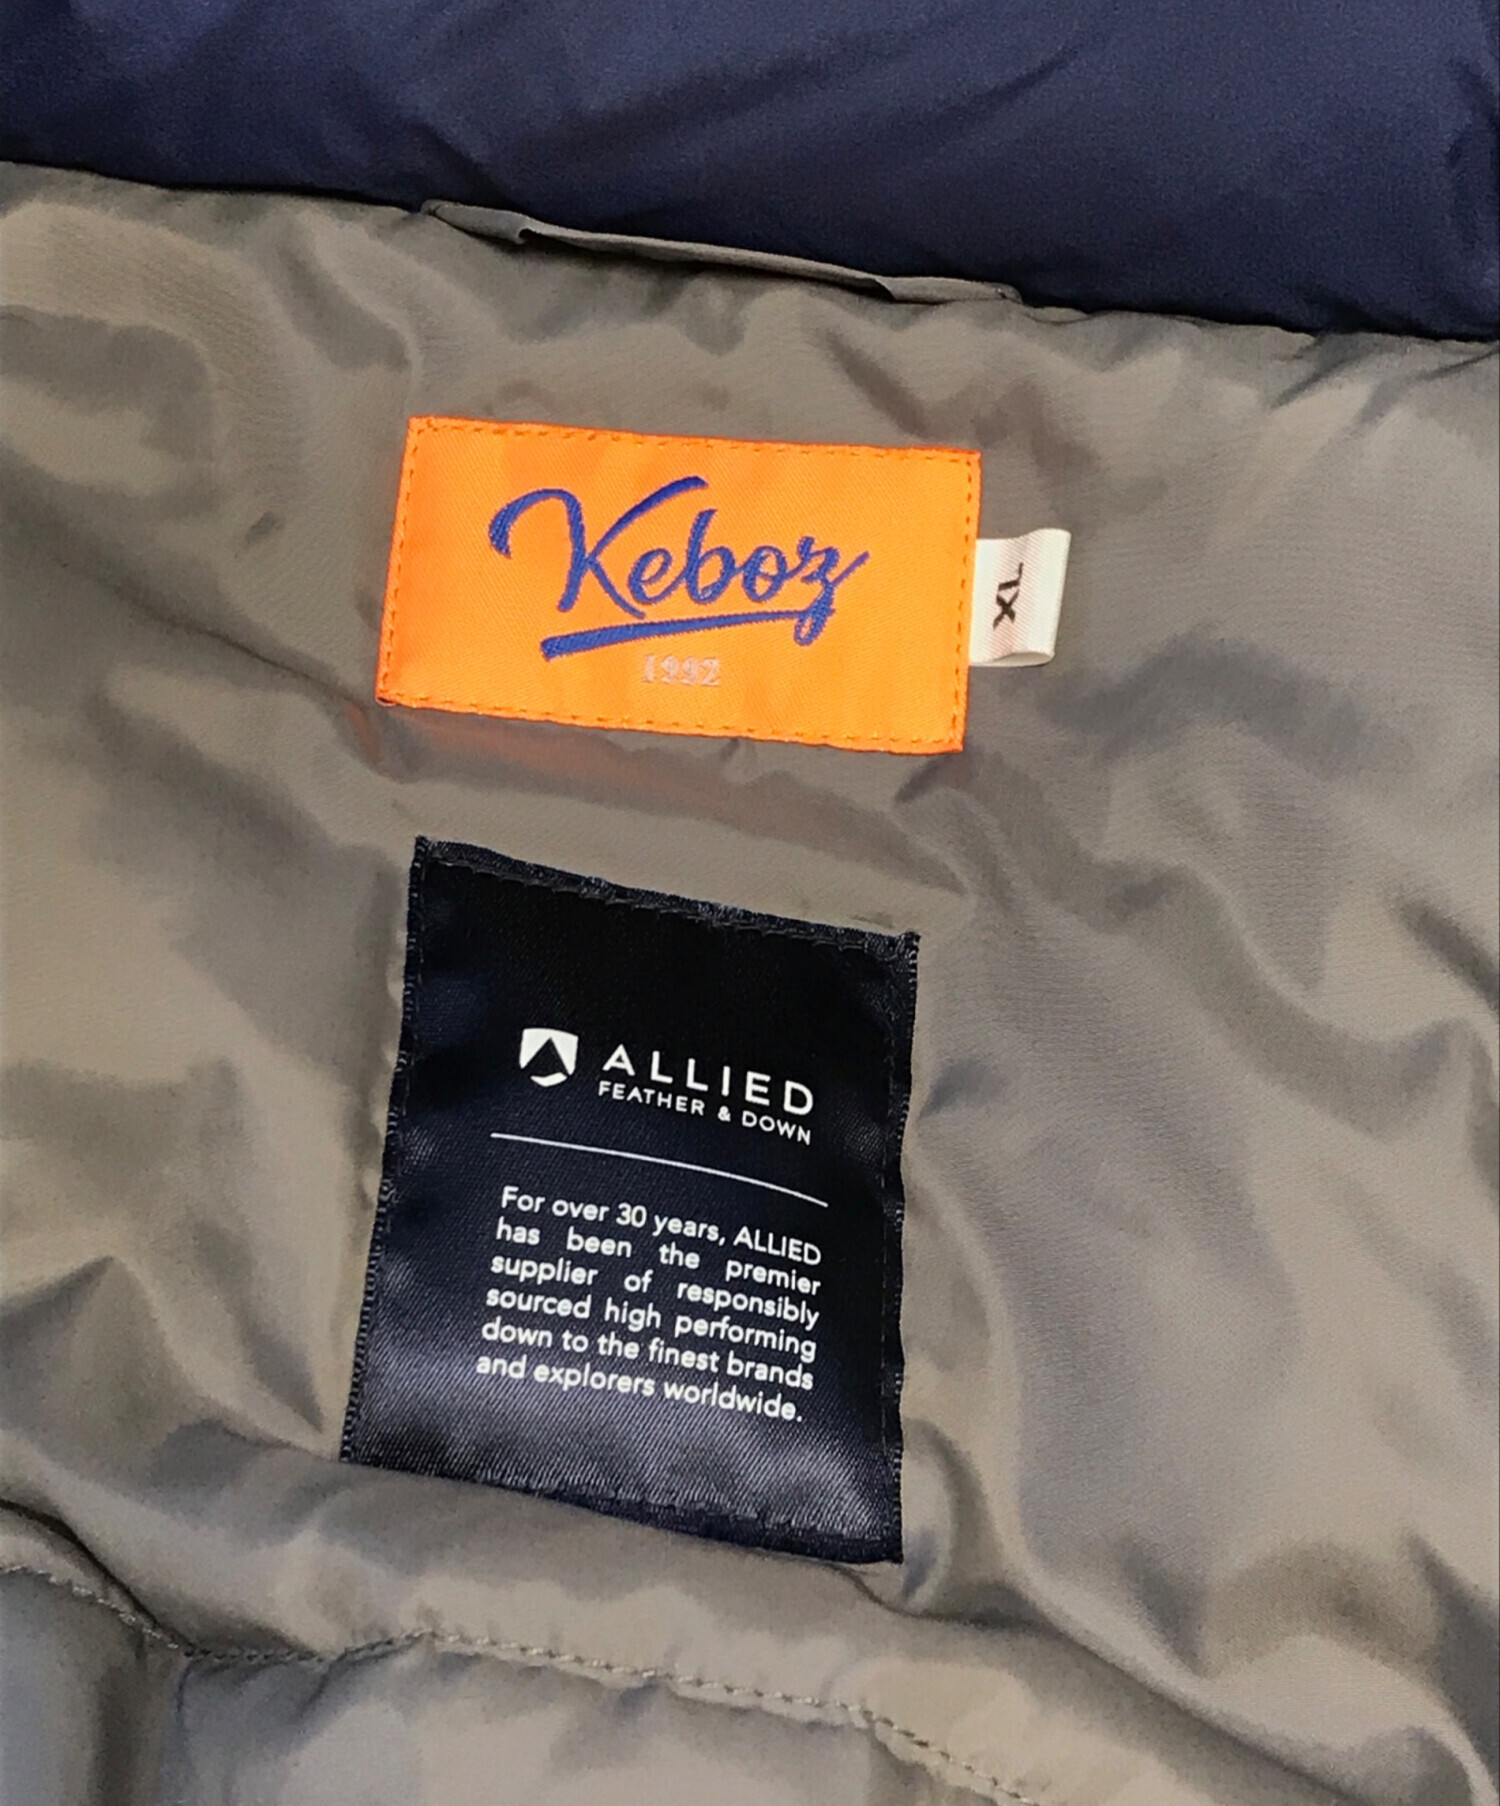 Keboz
1992
XL
ALLIED
FEATHER & DOWN
For over 30 years, ALLIED
has been the premier
supplier of responsibly
sourced high performing
down to the finest brands
and explorers worldwide.